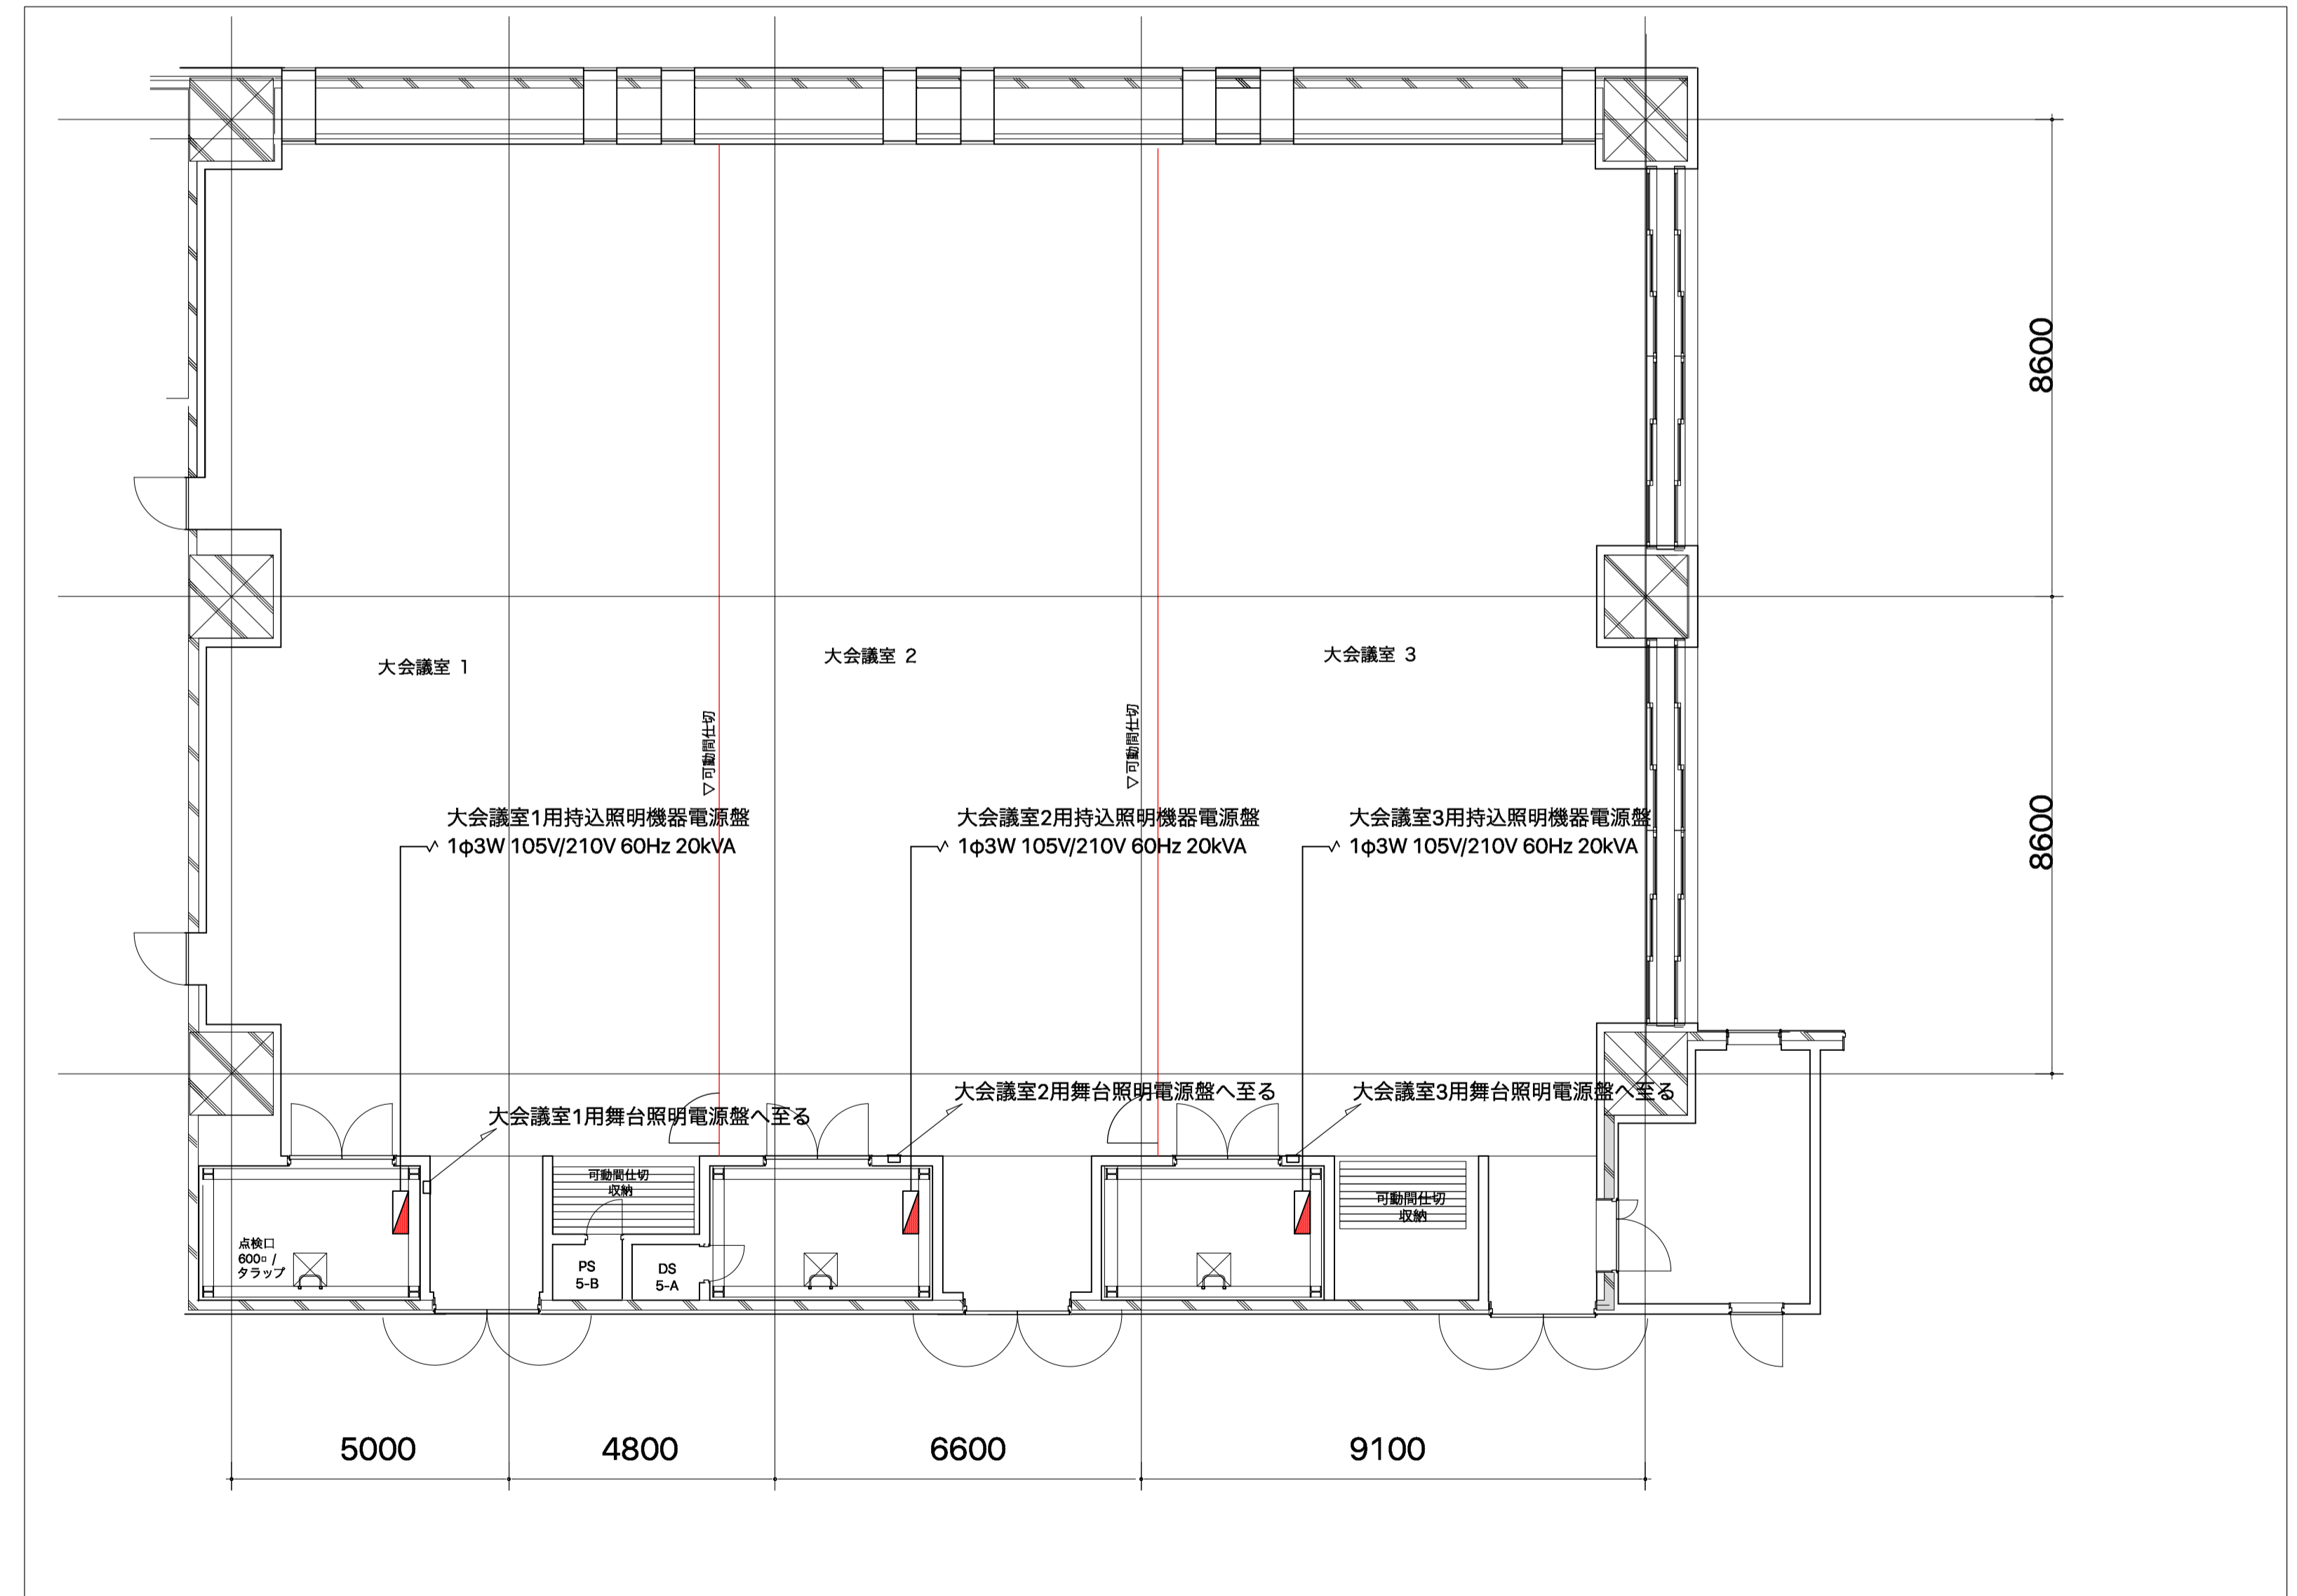 8600
大会議室 1
大会議室 2
大会議室 3
▽可動間仕切
▽可動間仕切
大会議室1用持込照明機器電源盤
1φ3W 105V/210V 60Hz 20kVA
大会議室2用持込照明機器電源盤
1φ3W 105V/210V 60Hz 20kVA
大会議室3用持込照明機器電源盤
1φ3W 105V/210V 60Hz 20kVA
8600
大会議室1用舞台照明電源盤へ至る
大会議室2用舞台照明電源盤へ至る
大会議室3用舞台照明電源盤へ至る
可動間仕切
収納
可動間仕切
収納
点検口
600□ /
タラップ
PS
5-B
DS
5-A
5000
4800
6600
9100